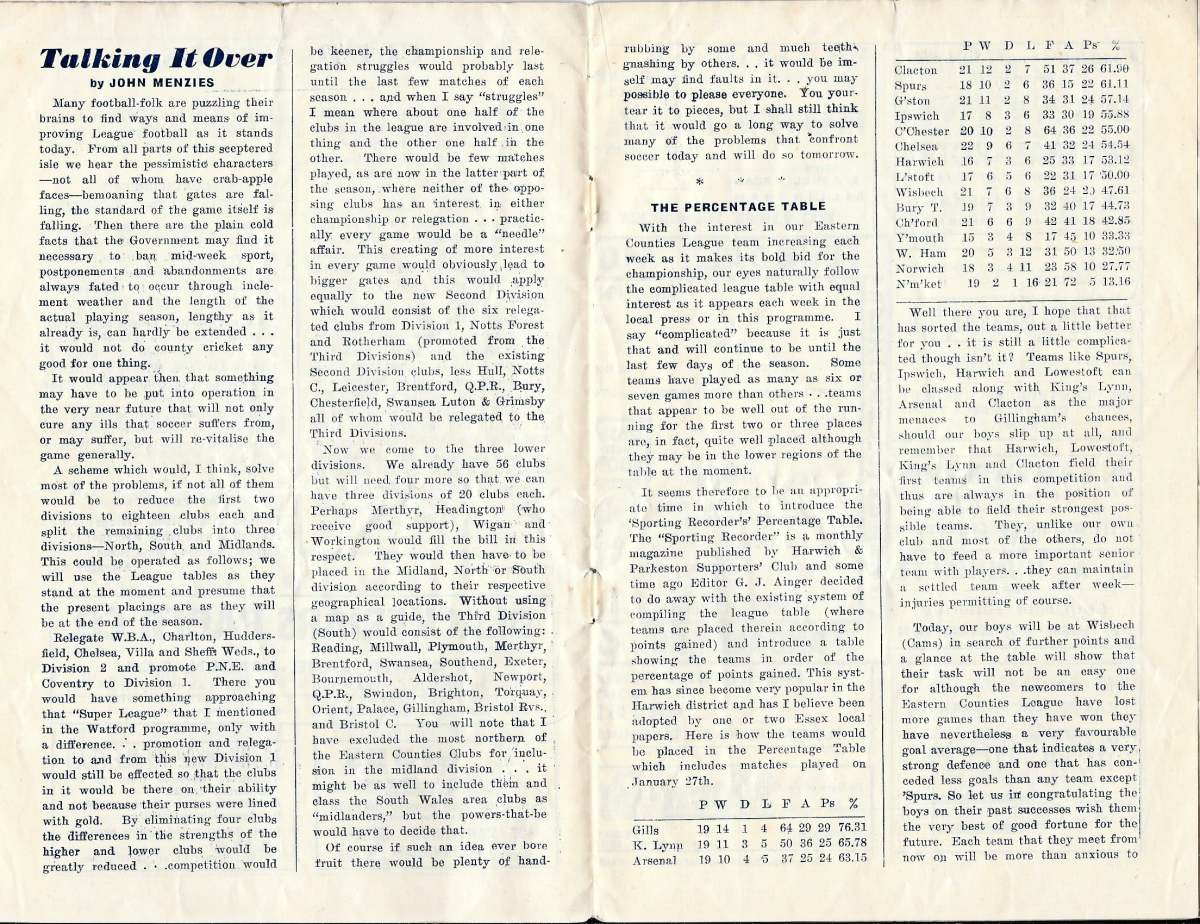 Talking It Over
by JOHN MENZIES
Many football-folk are puzzling their
brains to find ways and means of im-
proving League football as it stands
today. From all parts of this sceptered
isle we hear the pessimistic characters
—not all of whom have crab-apple
faces—bemoaning that gates are fal-
ling, the standard of the game itself is
falling. Then there are the plain cold
facts that the Government may find it
necessary to ban mid-week sport,
postponements and abandonments are
always fated to occur through incle-
ment weather and the length of the
actual playing season, lengthy as it
already is, can hardly be extended . . .
it would not do county cricket any
good for one thing.
It would appear then that something
may have to be put into operation in
the very near future that will not only
cure any ills that soccer suffers from,
or may suffer, but will re-vitalise the
game generally.
A scheme which would, I think, solve
most of the problems, if not all of them
would be to reduce the first two
divisions to eighteen clubs each and
split the remaining clubs into three
divisions—North, South and Midlands.
This could be operated as follows; we
will use the League tables as they
stand at the moment and presume that
the present placings are as they will
be at the end of the season.
Relegate W.B.A., Charlton, Hudders-
field, Chelsea, Villa and Sheff. Weds., to
Division 2 and promote P.N.E. and
Coventry to Division 1. There you
would have something approaching
that "Super League" that I mentioned
in the Watford programme, only with
a difference. . . promotion and relega-
tion to and from this new Division 1
would still be effected so that the clubs
in it would be there on their ability
and not because their purses were lined
with gold. By eliminating four clubs
the differences in the strengths of the
higher and lower clubs would be
greatly reduced . . .competition would
be keener, the championship and rele-
gation struggles would probably last
until the last few matches of each
season . . . and when I say "struggles"
I mean where about one half of the
clubs in the league are involved in one
thing and the other one half in the
other. There would be few matches
played, as are now in the latter part of
the season, where neither of the oppo-
sing clubs has an interest in either
championship or relegation . . . practic-
ally every game would be a "needle"
affair. This creating of more interest
in every game would obviously lead to
bigger gates and this would apply
equally to the new Second Division
which would consist of the six relega-
ted clubs from Division 1, Notts Forest
and Rotherham (promoted from the
Third Divisions) and the existing
Second Division clubs, less Hull, Notts
C., Leicester, Brentford, Q.P.R., Bury,
Chesterfield, Swansea Luton & Grimsby
all of whom would be relegated to the
Third Divisions.
Now we come to the three lower
divisions. We already have 56 clubs
but will need four more so that we can
have three divisions of 20 clubs each.
Perhaps Merthyr, Headington (who
receive good support), Wigan and
Workington would fill the bill in this
respect. They would then have to be
placed in the Midland, North or South
division according to their respective
geographical locations. Without using
a map as a guide, the Third Division
(South) would consist of the following:
Reading, Millwall, Plymouth, Merthyr,
Brentford, Swansea, Southend, Exeter,
Bournemouth, Aldershot, Newport,
Q.P.R., Swindon, Brighton, Torquay,
Orient, Palace, Gillingham, Bristol Rvs.,
and Bristol C. You will note that I
have excluded the most northern of
the Eastern Counties Clubs for inclu-
sion in the midland division . . . it
might be as well to include them and
class the South Wales area clubs as
"midlanders," but the powers-that-be
would have to decide that.
Of course if such an idea ever bore
fruit there would be plenty of hand-
rubbing by some and much teeth-
gnashing by others. . . it would be im-
self may find faults in it. . . you may
possible to please everyone. You your-
tear it to pieces, but I shall still think
that it would go a long way to solve
many of the problems that confront
soccer today and will do so tomorrow.
* * *
THE PERCENTAGE TABLE
With the interest in our Eastern
Counties League team increasing each
week as it makes its bold bid for the
championship, our eyes naturally follow
the complicated league table with equal
interest as it appears each week in the
local press or in this programme. I
say "complicated" because it is just
that and will continue to be until the
last few days of the season. Some
teams have played as many as six or
seven games more than others . . .teams
that appear to be well out of the run-
ning for the first two or three places
are, in fact, quite well placed although
they may be in the lower regions of the
table at the moment.
It seems therefore to be an appropri-
ate time in which to introduce the
'Sporting Recorder's' Percentage Table.
The "Sporting Recorder" is a monthly
magazine published by Harwich &
Parkeston Supporters' Club and some
time ago Editor G. J. Ainger decided
to do away with the existing system of
compiling the league table (where
teams are placed therein according to
points gained) and introduce a table
showing the teams in order of the
percentage of points gained. This syst-
em has since become very popular in the
Harwich district and has I believe been
adopted by one or two Essex local
papers. Here is how the teams would
be placed in the Percentage Table
which includes matches played on
January 27th.
P W D L F A Ps %
Gills 19 14 1 4 64 29 29 76.31
K. Lynn 19 11 3 5 50 36 25 65.78
Arsenal 19 10 4 5 37 25 24 63.15
P W D L F A Ps %
Clacton 21 12 2 7 51 37 26 61.90
Spurs 18 10 2 6 36 15 22 61.11
G'ston 21 11 2 8 34 31 24 57.14
Ipswich 17 8 3 6 33 30 19 55.88
C'Chester 20 10 2 8 64 36 22 55.00
Chelsea 22 9 6 7 41 32 24 54.54
Harwich 16 7 3 6 25 33 17 53.12
L'stoft 17 6 5 6 22 31 17 50.00
Wisbech 21 7 6 8 36 24 20 47.61
Bury T. 19 7 3 9 32 40 17 44.73
Ch'ford 21 6 6 9 42 41 18 42.85
Y'mouth 15 3 4 8 17 45 10 33.33
W. Ham 20 5 3 12 31 50 13 32.50
Norwich 18 3 4 11 23 58 10 27.77
N'm'ket 19 2 1 16 21 72 5 13.16
Well there you are, I hope that that
has sorted the teams, out a little better
for you . . it is still a little complica-
ted though isn't it? Teams like Spurs,
Ipswich, Harwich and Lowestoft can
be classed along with King's Lynn,
Arsenal and Clacton as the major
menaces to Gillingham's chances,
should our boys slip up at all, and
remember that Harwich, Lowestoft,
King's Lynn and Clacton field their
first teams in this competition and
thus are always in the position of
being able to field their strongest pos-
sible teams. They, unlike our own
club and most of the others, do not
have to feed a more important senior
team with players. . .they can maintain
a settled team week after week—
injuries permitting of course.
Today, our boys will be at Wisbech
(Cams) in search of further points and
a glance at the table will show that
their task will not be an easy one
for although the newcomers to the
Eastern Counties League have lost
more games than they have won they
have nevertheless a very favourable
goal average—one that indicates a very
strong defence and one that has con-
ceded less goals than any team except
'Spurs. So let us in congratulating the
boys on their past successes wish them
the very best of good fortune for the
future. Each team that they meet from
now on will be more than anxious to